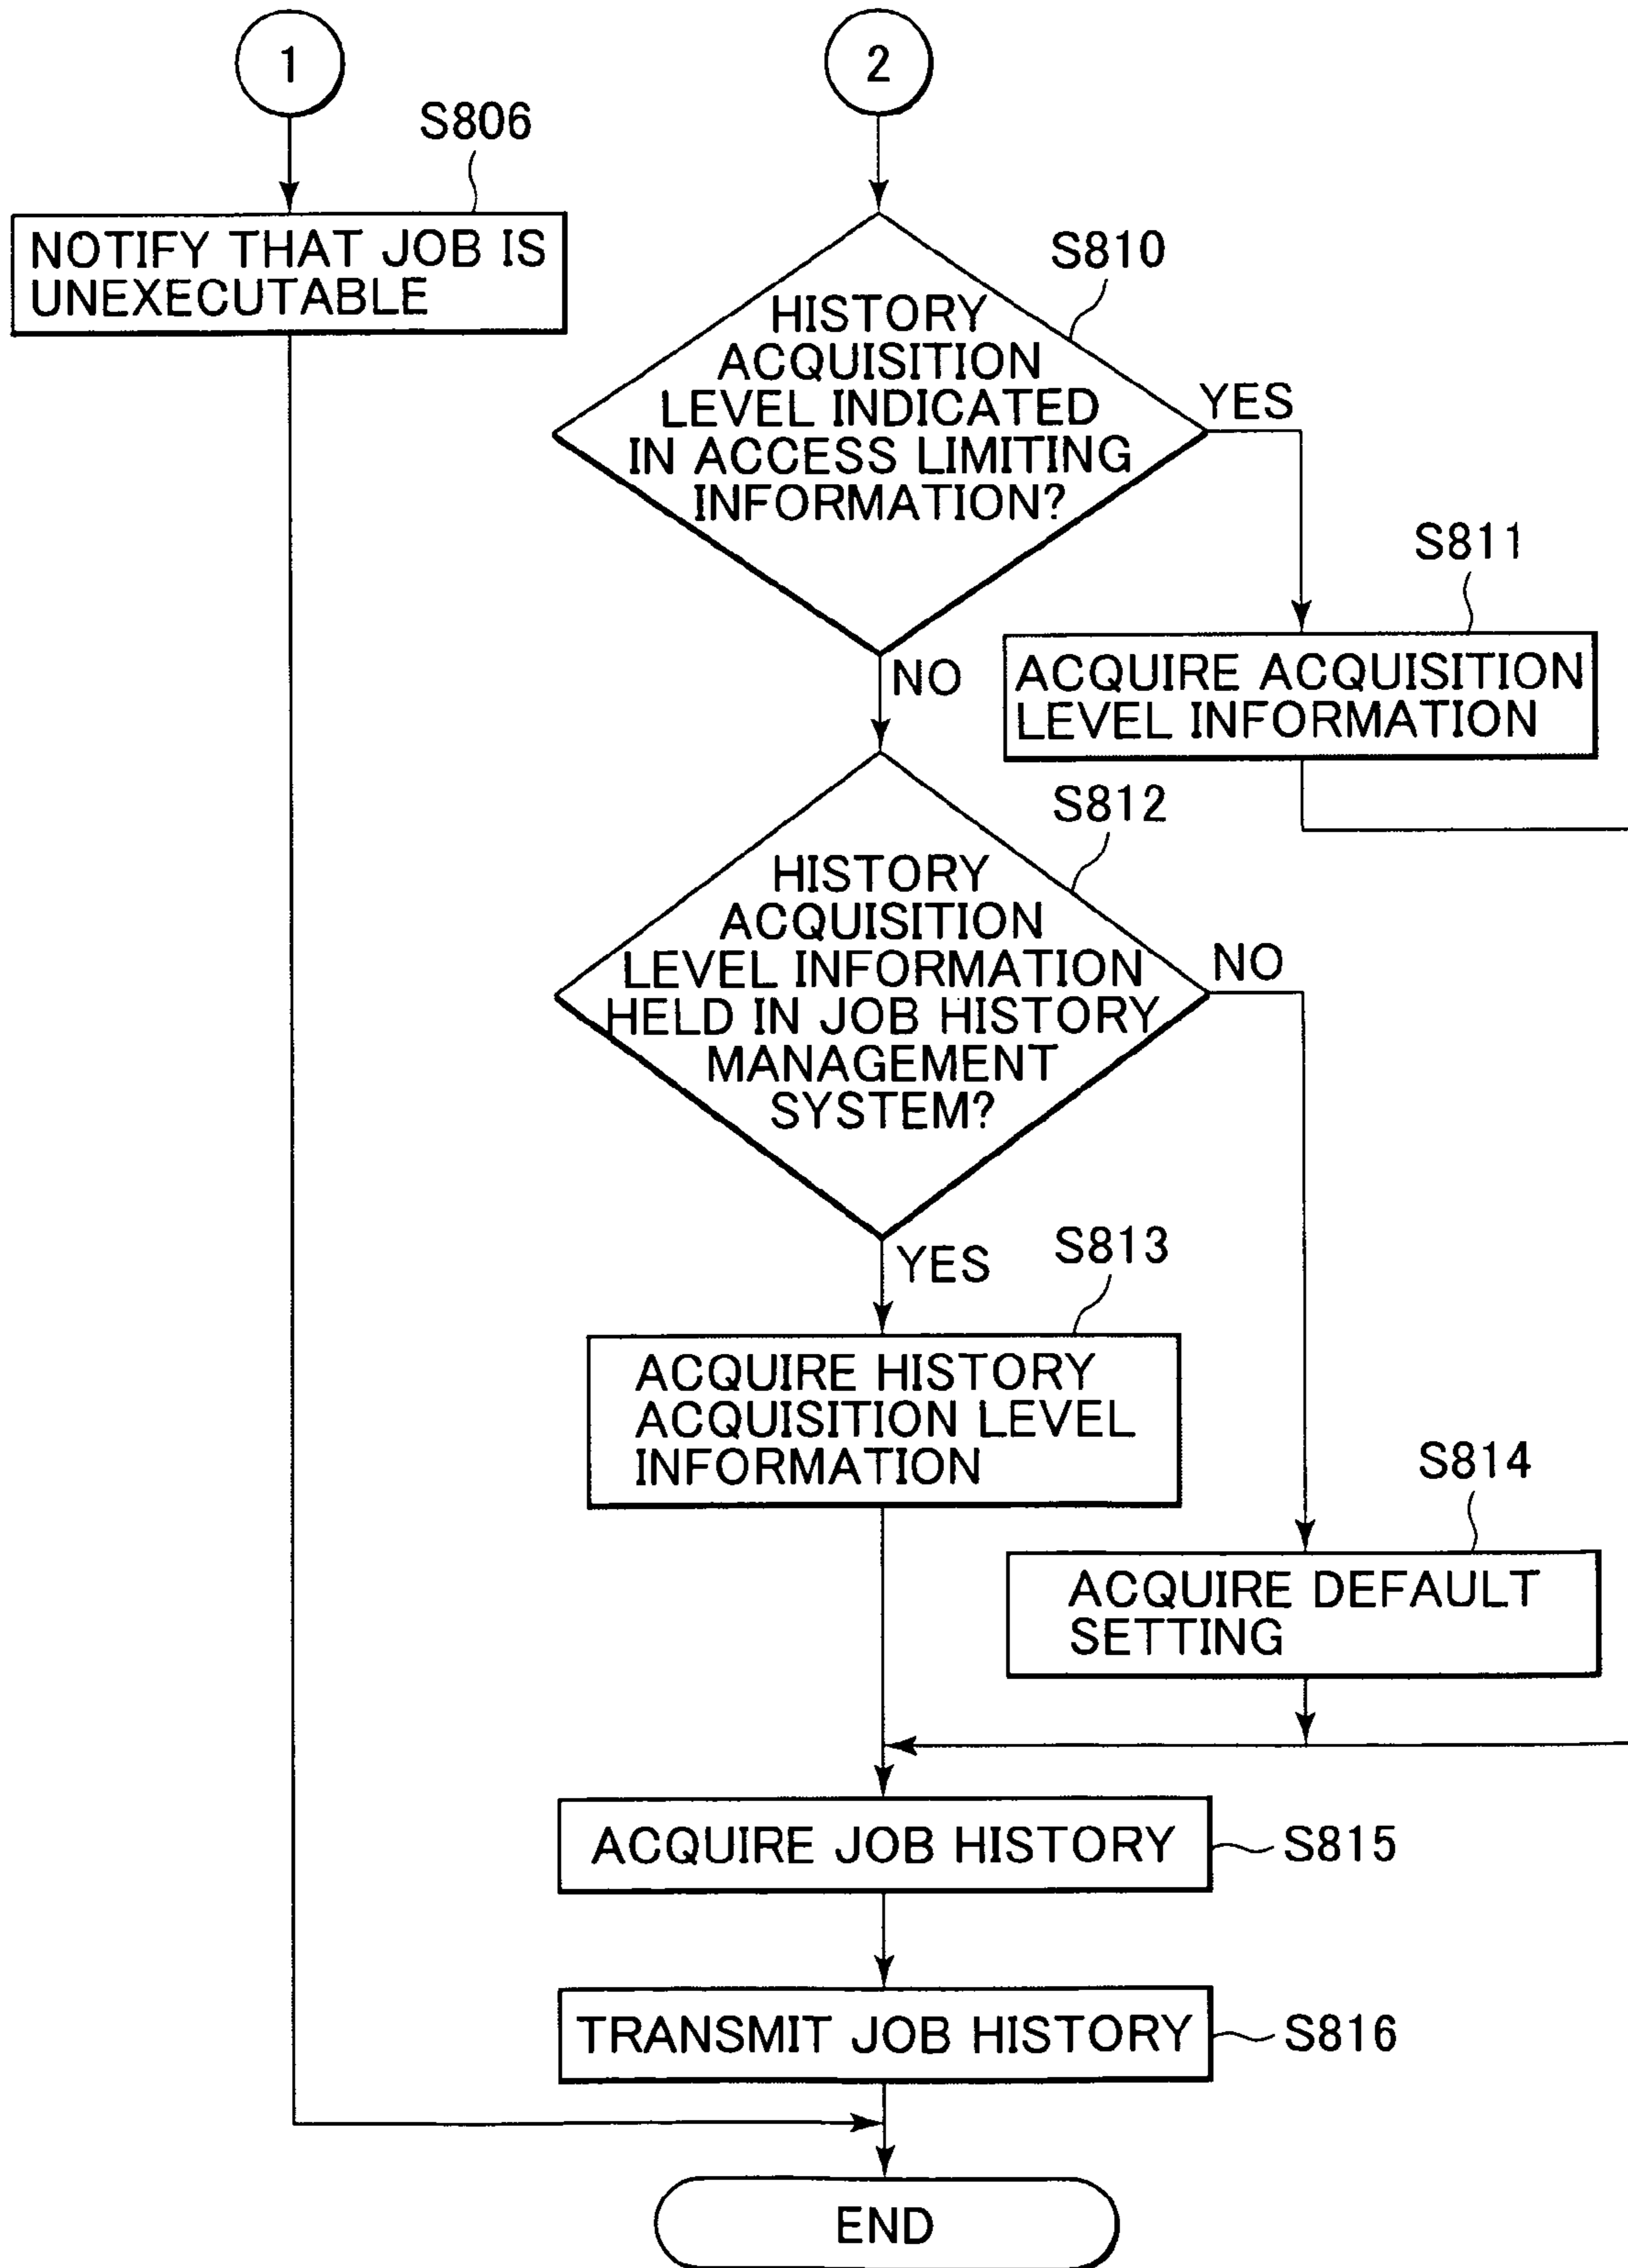 1
2
S806
NOTIFY THAT JOB IS
UNEXECUTABLE
S810
HISTORY
ACQUISITION
LEVEL INDICATED
IN ACCESS LIMITING
INFORMATION?
YES
S811
NO
ACQUIRE ACQUISITION
LEVEL INFORMATION
S812
HISTORY
ACQUISITION
LEVEL INFORMATION
HELD IN JOB HISTORY
MANAGEMENT
SYSTEM?
NO
YES
S813
ACQUIRE HISTORY
ACQUISITION LEVEL
INFORMATION
S814
ACQUIRE DEFAULT
SETTING
ACQUIRE JOB HISTORY
S815
TRANSMIT JOB HISTORY
S816
END